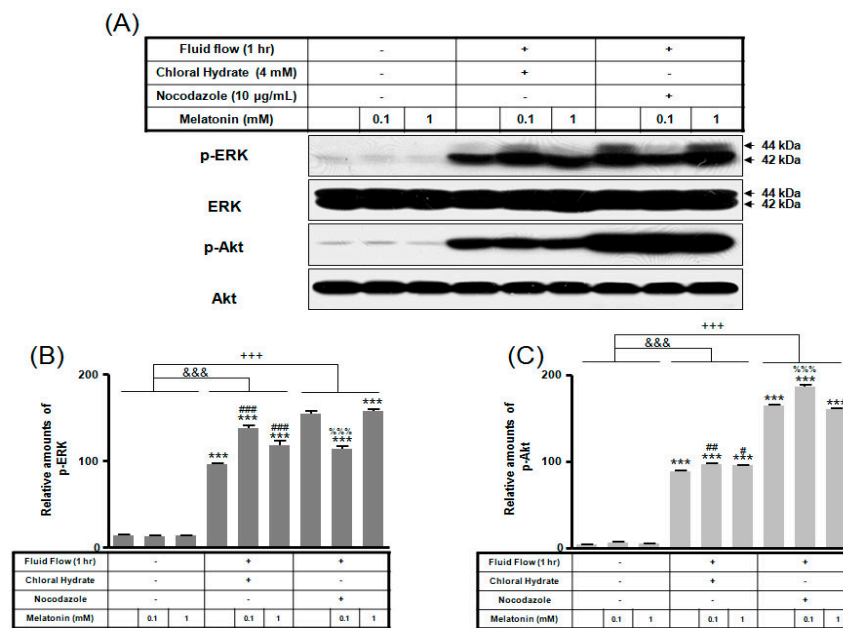 (A)
Fluid flow (1 hr) - + +
Chloral Hydrate (4 mM) - + -
Nocodazole (10 µg/mL) - - +
Melatonin (mM) 0.1 1 0.1 1 0.1 1
p-ERK
44 kDa
42 kDa
ERK
44 kDa
42 kDa
p-Akt
Akt
(B)
+++
&&&
Relative amounts of
p-ERK
200
100
0
***
###
***
###
***
%%%
***
***
Fluid Flow (1 hr) - + +
Chloral Hydrate - + -
Nocodazole - - +
Melatonin (mM) 0.1 1 0.1 1 0.1 1
(C)
+++
&&&
Relative amounts of
p-Akt
200
100
0
***
##
***
#
***
***
%%%
***
***
Fluid Flow (1 hr) - + +
Chloral Hydrate - + -
Nocodazole - - +
Melatonin (mM) 0.1 1 0.1 1 0.1 1